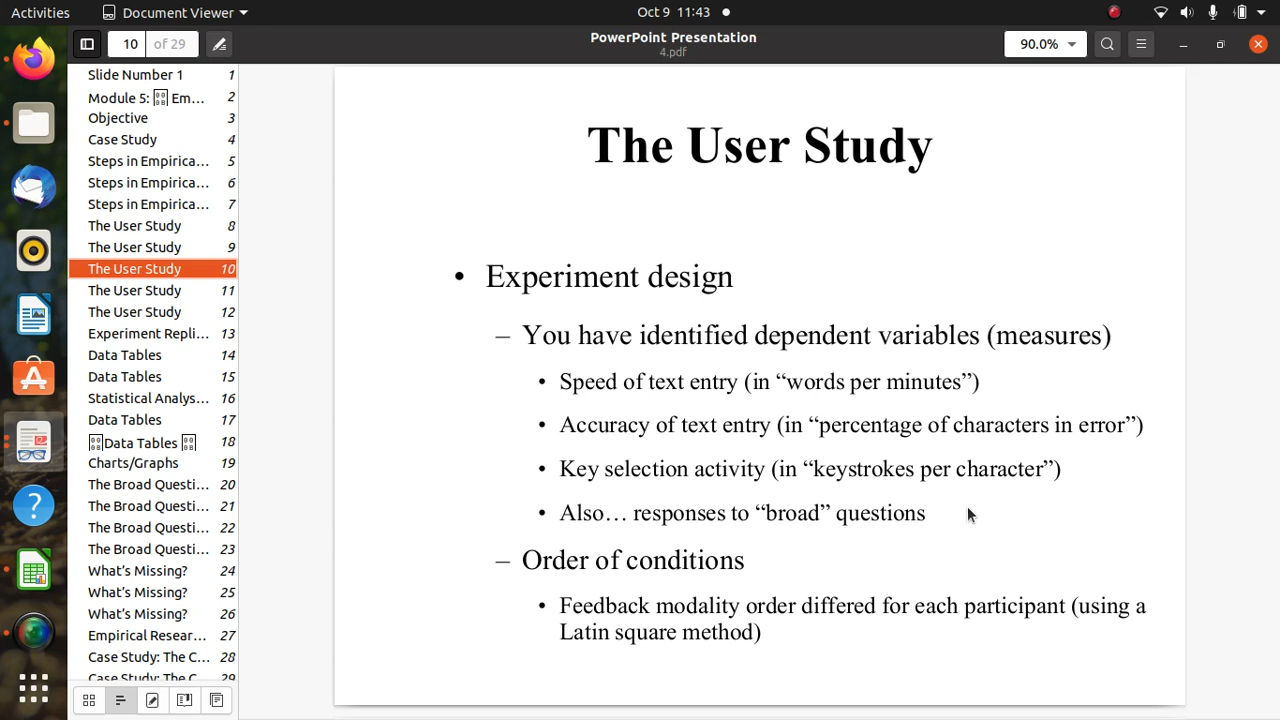 Activities
Document Viewer
Oct 9 11:43
10 of 29
PowerPoint Presentation
4.pdf
90.0%
Slide Number 1 1
Module 5: Em... 2
Objective 3
Case Study 4
Steps in Empirica... 5
Steps in Empirica... 6
Steps in Empirica... 7
The User Study 8
The User Study 9
The User Study 10
The User Study 11
The User Study 12
Experiment Repli... 13
Data Tables 14
Data Tables 15
Statistical Analys... 16
Data Tables 17
Data Tables 18
Charts/Graphs 19
The Broad Questi... 20
The Broad Questi... 21
The Broad Questi... 22
The Broad Questi... 23
What's Missing? 24
What's Missing? 25
What's Missing? 26
Empirical Resear... 27
Case Study: The C... 28
Case Study: The C... 29
The User Study
• Experiment design
– You have identified dependent variables (measures)
• Speed of text entry (in “words per minutes”)
• Accuracy of text entry (in “percentage of characters in error”)
• Key selection activity (in “keystrokes per character”)
• Also… responses to “broad” questions
– Order of conditions
• Feedback modality order differed for each participant (using a
Latin square method)